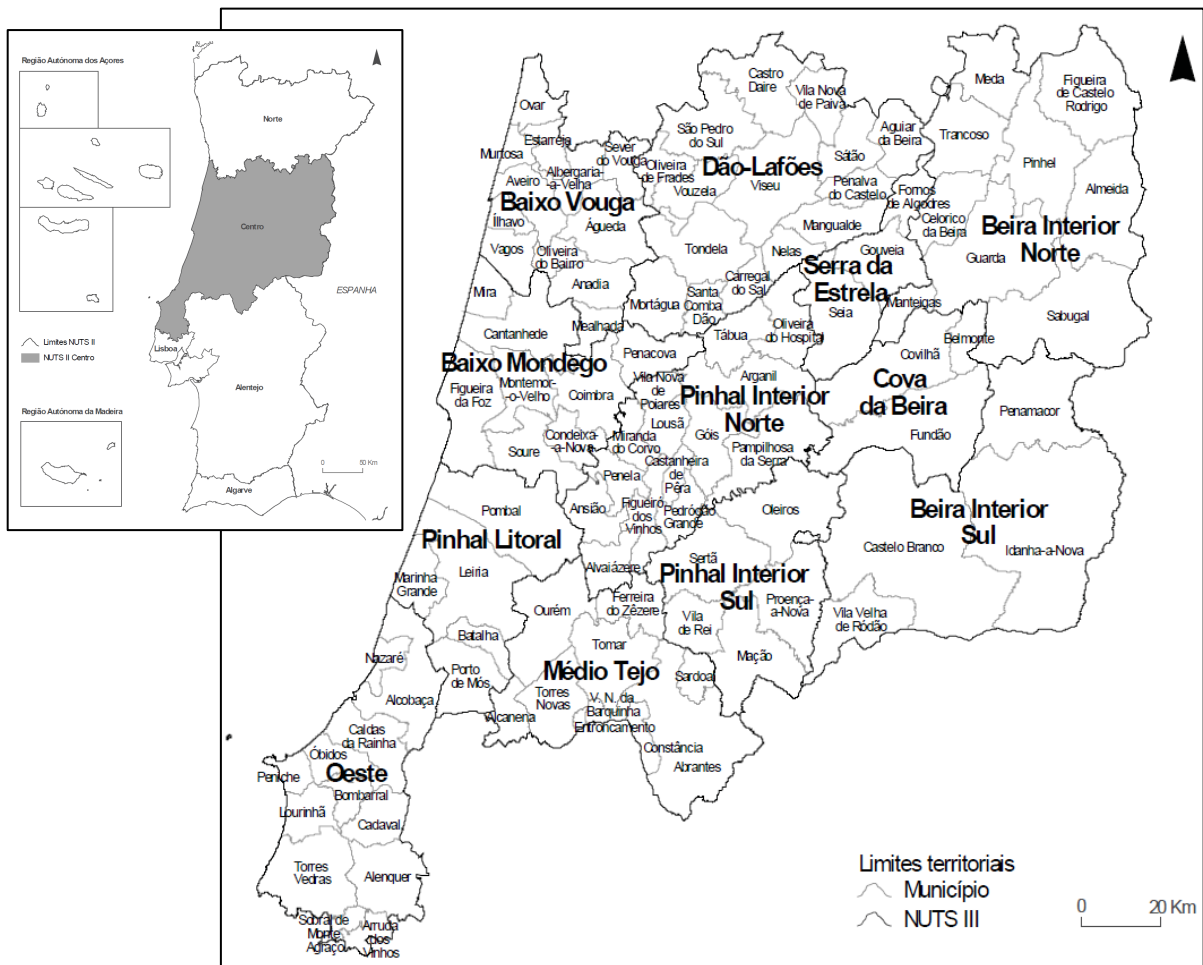 Região Autónoma dos Açores
Norte
Centro
ESPANHA
Limites NUTS II
NUTS II Centro
Lisboa
Alentejo
Região Autónoma da Madeira
0 50 Km
Algarve
Castro
Daire
Vila Nova
de Paiva
Meda
Figueira
de Castelo
Rodrigo
Ovar
Estarreja
Murtosa
Sever
do Vouga
São Pedro
do Sul
Aguiar
da Beira
Trancoso
Oliveira
de Frades
Dão-Lafões
Sátão
Pinhel
Aveiro
Albergaria-
a-Velha
Vouzela
Viseu
Penalva
do Castelo
Fornos
de Algodres
Almeida
Baixo Vouga
Ílhavo
Águeda
Mangualde
Celorico
da Beira
Beira Interior
Norte
Vagos
Oliveira
do Bairro
Tondela
Nelas
Gouveia
Guarda
Serra da
Estrela
Anadia
Carregal
do Sal
Mira
Mortágua
Santa
Comba
Dão
Seia
Manteigas
Sabugal
Cantanhede
Mealhada
Tábua
Oliveira
do Hospital
Belmonte
Covilhã
Baixo Mondego
Penacova
Figueira
da Foz
Montemor-
o-Velho
Coimbra
Vila Nova
de
Poiares
Arganil
Pinhal Interior
Norte
Cova
da Beira
Penamacor
Lousã
Góis
Fundão
Soure
Condeixa-
a-Nova
Miranda
do Corvo
Pampilhosa
da Serra
Castanheira
de
Pêra
Penela
Pombal
Ansião
Figueiró
dos
Vinhos
Pedrógão
Grande
Oleiros
Beira Interior
Sul
Pinhal Litoral
Castelo Branco
Idanha-a-Nova
Leiria
Marinha
Grande
Alvaiázere
Sertã
Pinhal Interior
Sul
Ourém
Ferreira
do Zêzere
Vila
de Rei
Proença-
a-Nova
Vila Velha
de Ródão
Batalha
Tomar
Mação
Nazaré
Porto
de Mós
Médio Tejo
Sardoal
Alcobaça
Torres
Novas
V. N. da
Barquinha
Alcanena
Entroncamento
Caldas
da Rainha
Constância
Abrantes
Óbidos
Oeste
Peniche
Bombarral
Lourinhã
Cadaval
Torres
Vedras
Alenquer
Sobral de
Monte
Agraço
Arruda
dos
Vinhos
Limites territoriais
Município
NUTS III
0 20 Km